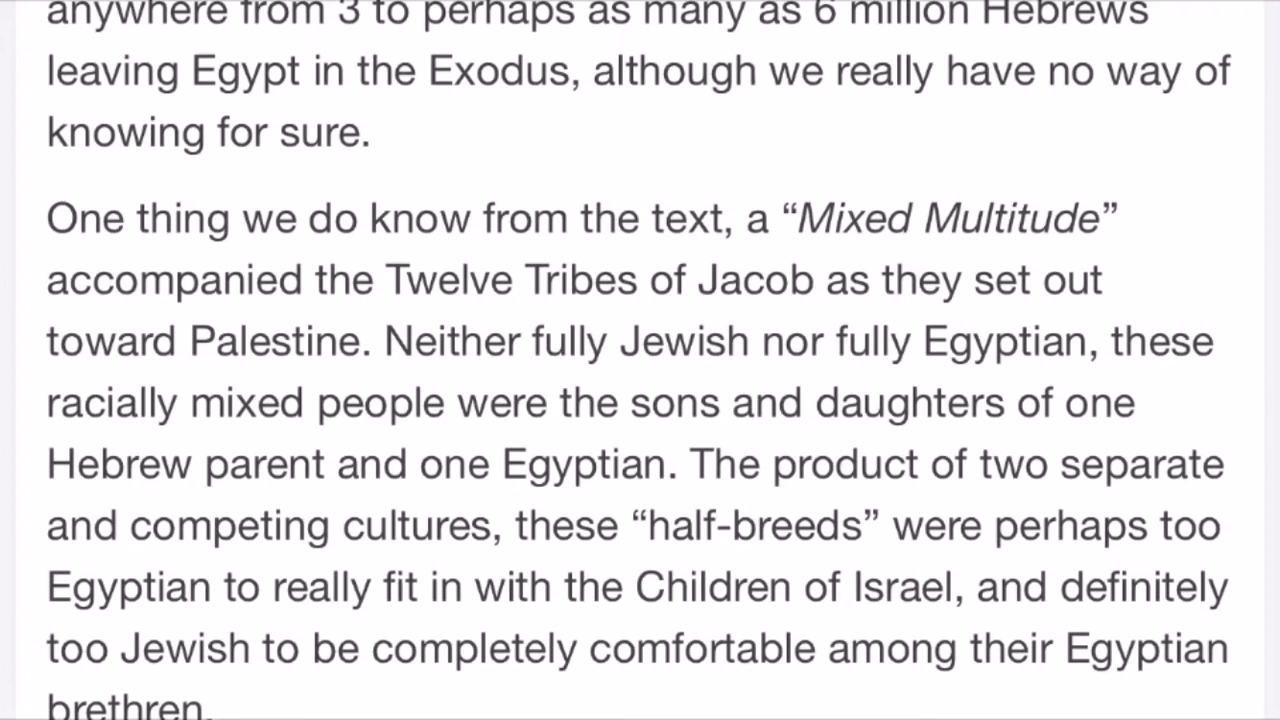 anywhere from 3 to perhaps as many as 6 million Hebrews
leaving Egypt in the Exodus, although we really have no way of
knowing for sure.
One thing we do know from the text, a “Mixed Multitude”
accompanied the Twelve Tribes of Jacob as they set out
toward Palestine. Neither fully Jewish nor fully Egyptian, these
racially mixed people were the sons and daughters of one
Hebrew parent and one Egyptian. The product of two separate
and competing cultures, these “half-breeds” were perhaps too
Egyptian to really fit in with the Children of Israel, and definitely
too Jewish to be completely comfortable among their Egyptian
brethren.